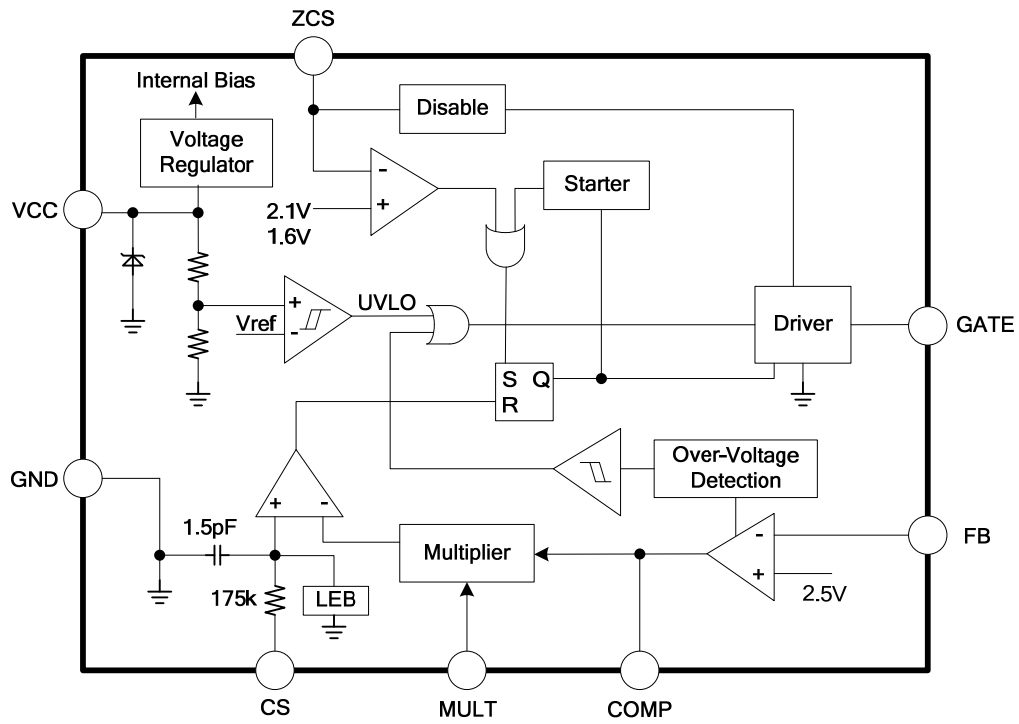 ZCS
Internal Bias
Disable
Voltage
Regulator
-
+
Starter
VCC
2.1V
1.6V
+
-
Vref
UVLO
Driver
GATE
S Q
R
GND
Over-Voltage
Detection
+ -
1.5pF
Multiplier
-
+
FB
175k
LEB
2.5V
CS
MULT
COMP